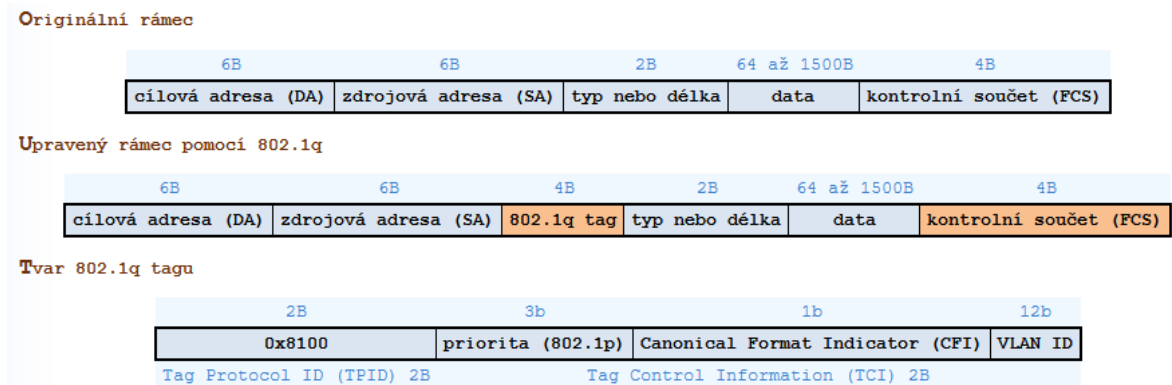 Originální rámec
6B 6B 2B 64 až 1500B 4B
cílová adresa (DA) zdrojová adresa (SA) typ nebo délka data kontrolní součet (FCS)
Upravený rámec pomocí 802.1q
6B 6B 4B 2B 64 až 1500B 4B
cílová adresa (DA) zdrojová adresa (SA) 802.1q tag typ nebo délka data kontrolní součet (FCS)
Tvar 802.1q tagu
2B 3b 1b 12b
0x8100 priorita (802.1p) Canonical Format Indicator (CFI) VLAN ID
Tag Protocol ID (TPID) 2B Tag Control Information (TCI) 2B